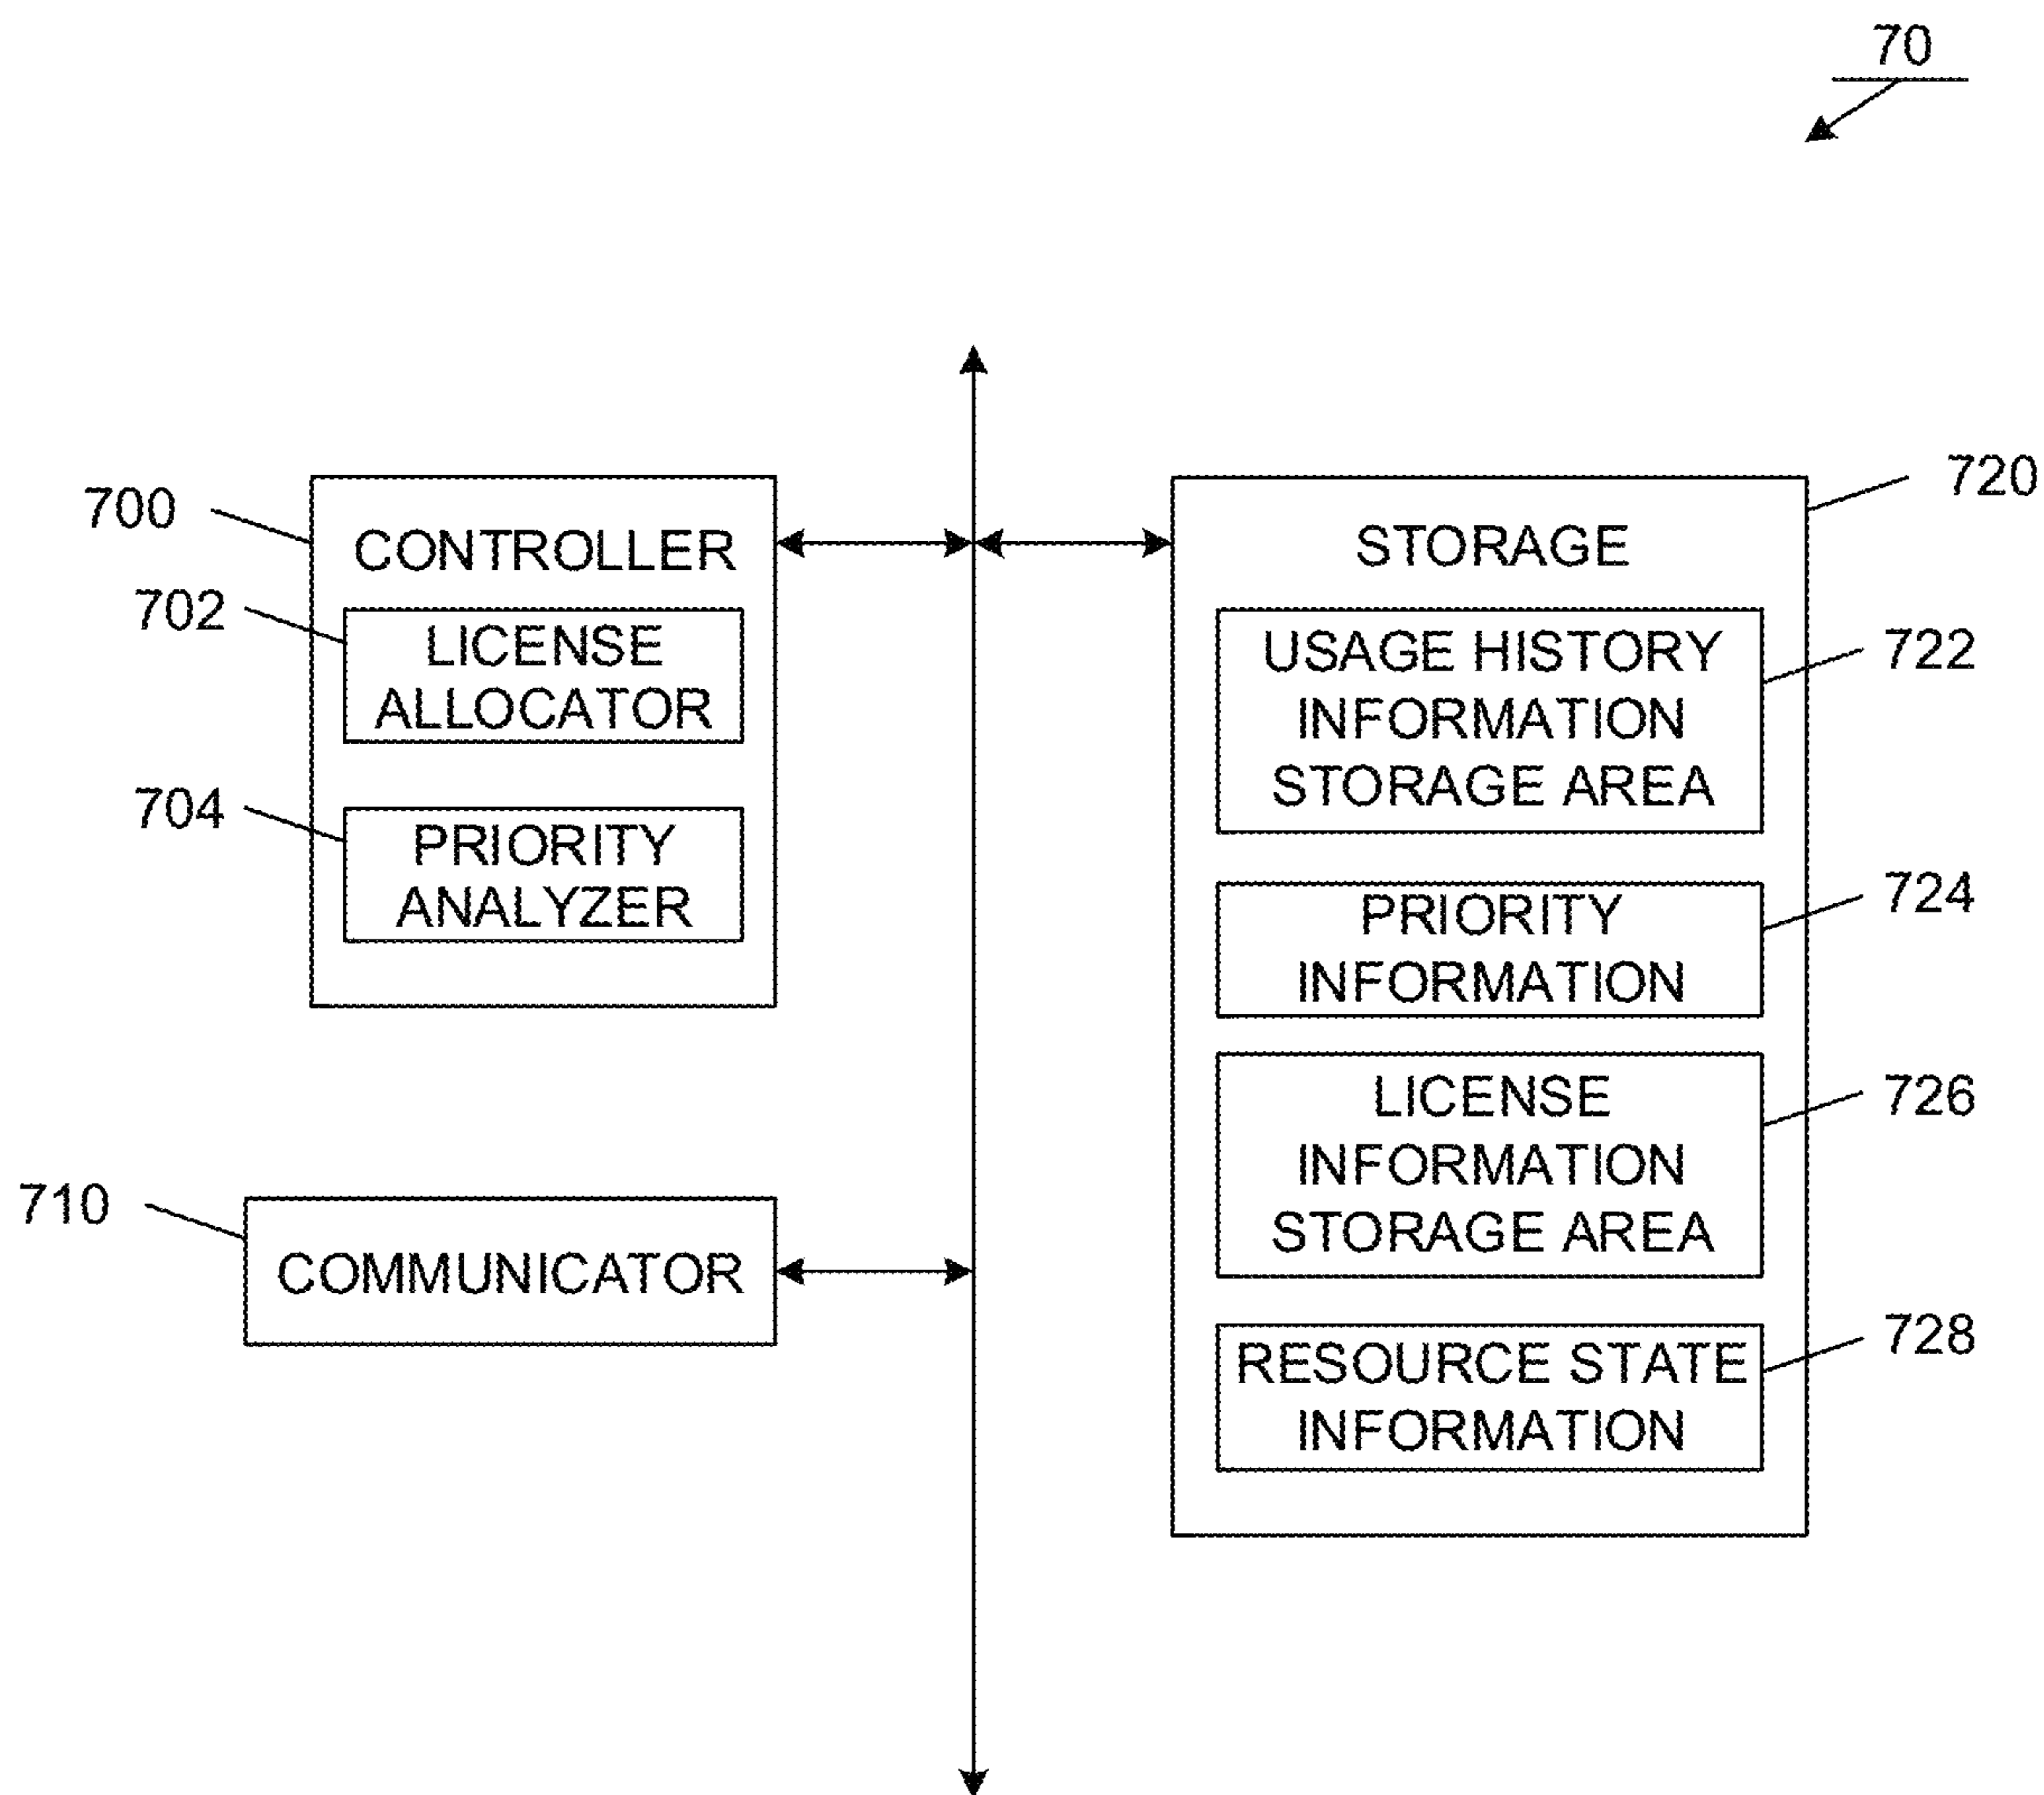 70
700
CONTROLLER
702
LICENSE
ALLOCATOR
704
PRIORITY
ANALYZER
710
COMMUNICATOR
720
STORAGE
722
USAGE HISTORY
INFORMATION
STORAGE AREA
724
PRIORITY
INFORMATION
726
LICENSE
INFORMATION
STORAGE AREA
728
RESOURCE STATE
INFORMATION